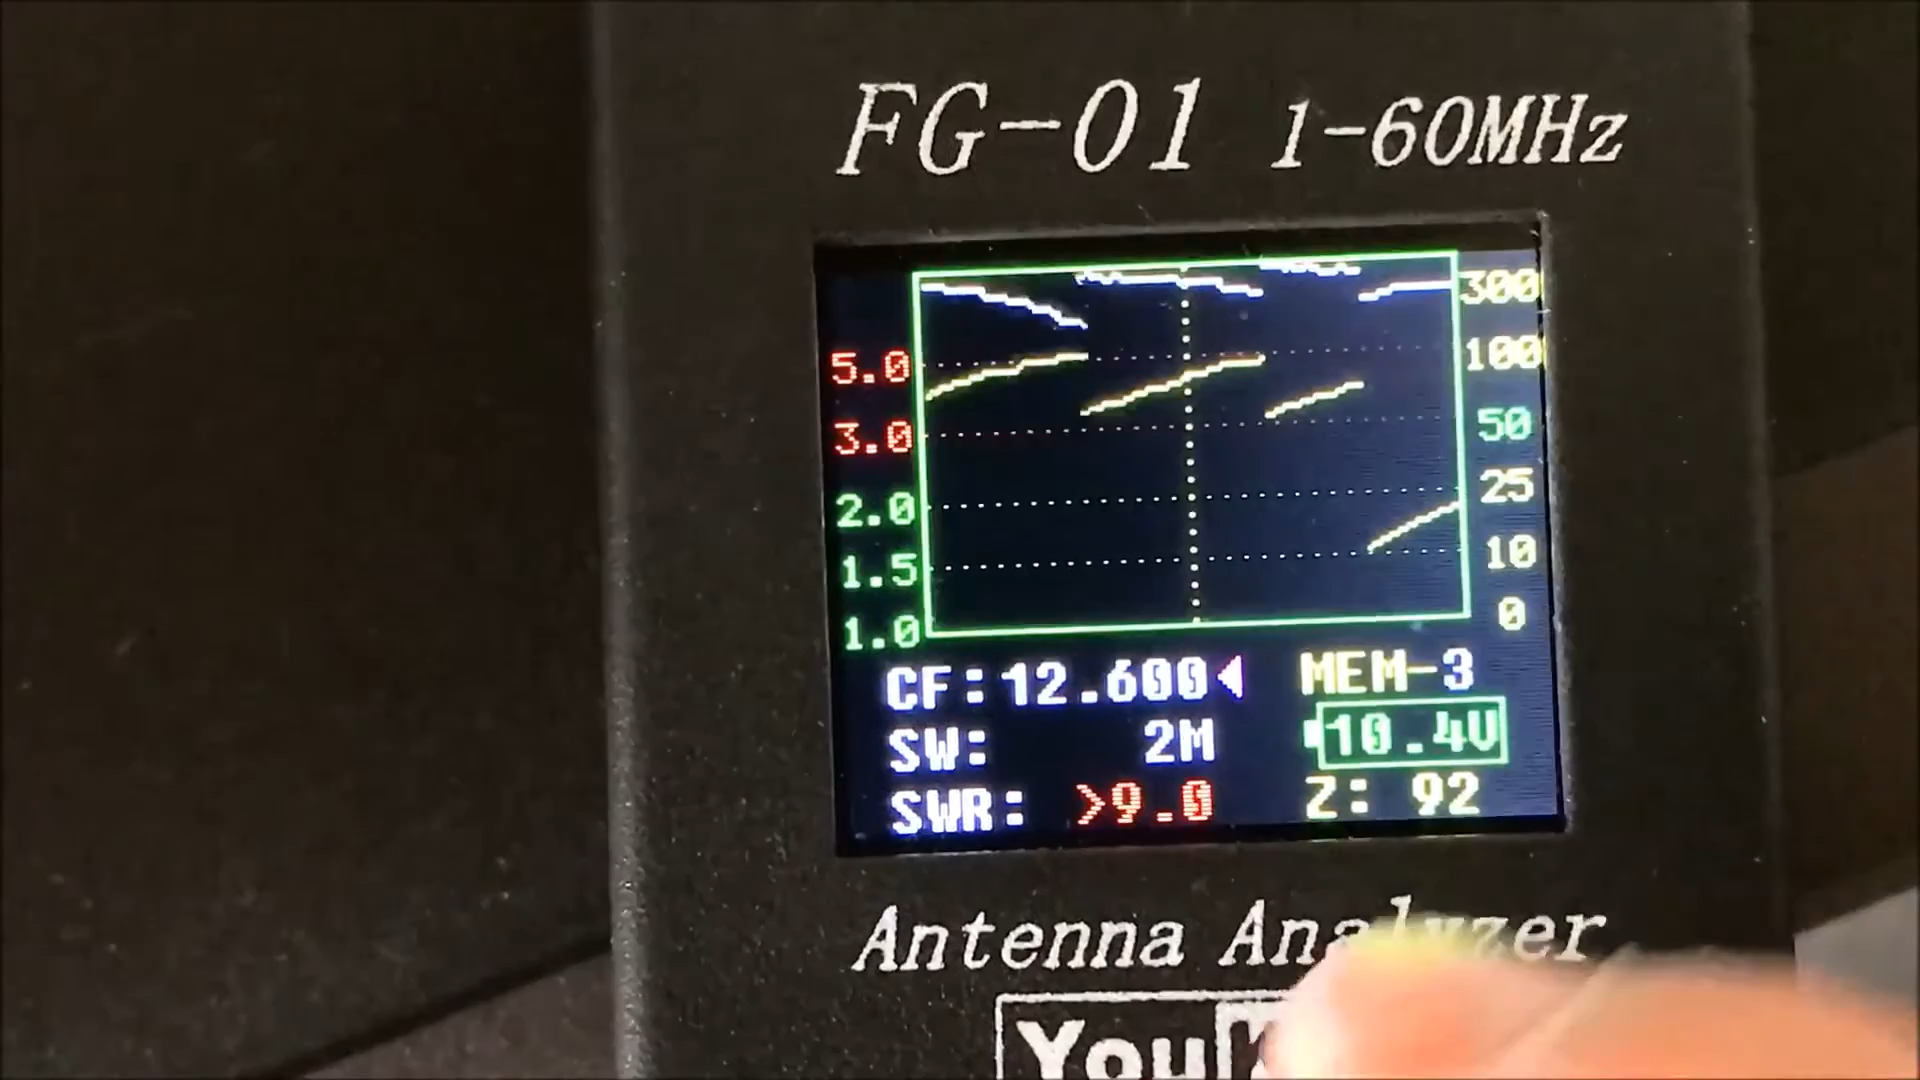 FG-01 1-60MHz
300
5.0 100
3.0 50
2.0 25
1.5 10
1.0 0
CF:12.600 MEM-3
SW: 2M 10.4V
SWR: >9.0 Z: 92
Antenna Analyzer
You